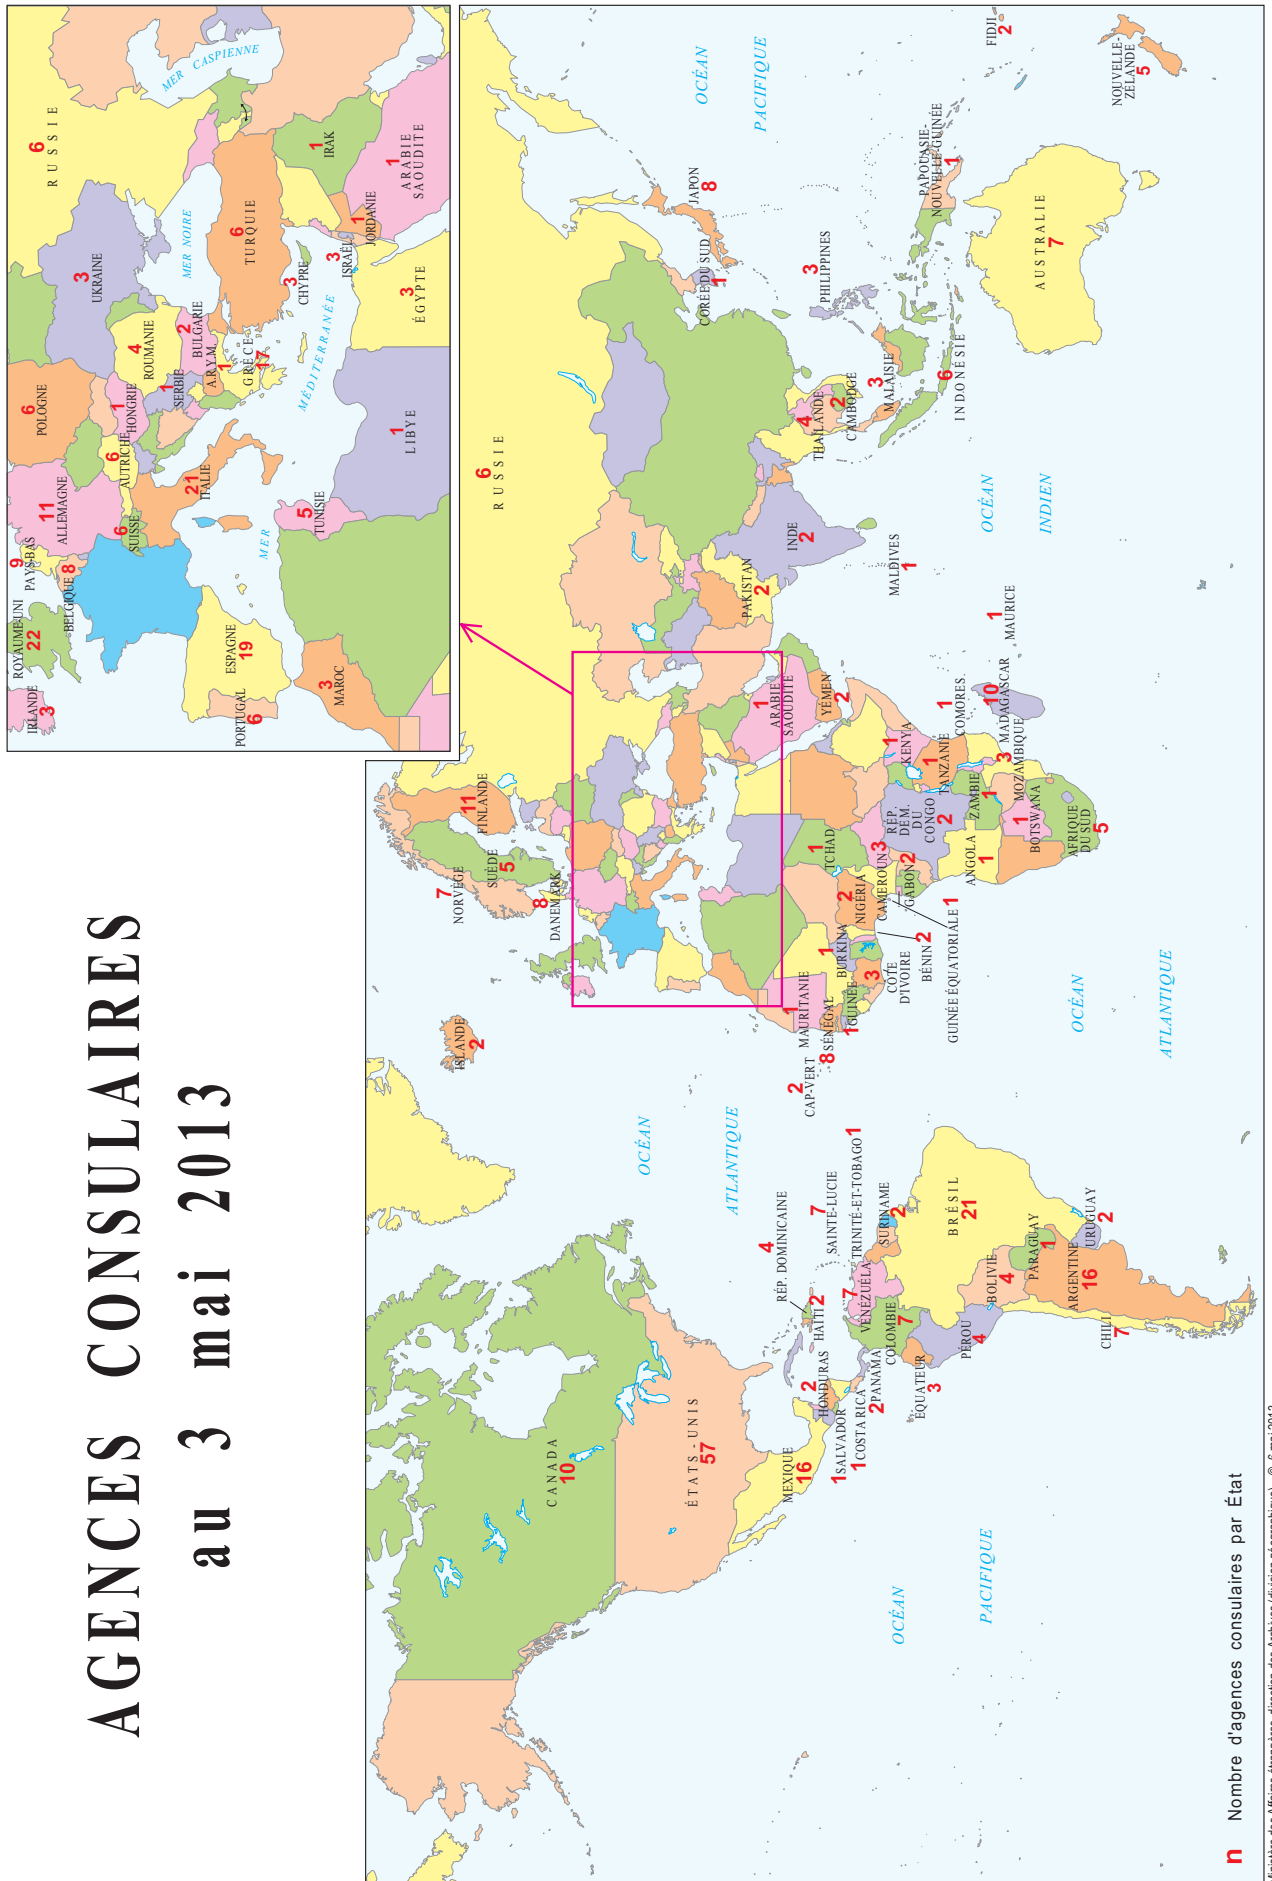 AGENCES CONSULAIRES
au 3 mai 2013
IRLANDE
3
ROYAUME-UNI
22
PAYS-BAS
9
BELGIQUE
8
ALLEMAGNE
11
POLOGNE
6
RUSSIE
6
UKRAINE
3
SUISSE
6
AUTRICHE
6
HONGRIE
1
ROUMANIE
4
SERBIE
1
BULGARIE
2
A.R.Y.M.
1
GRÈCE
17
ITALIE
21
ESPAGNE
19
PORTUGAL
6
MAROC
3
TUNISIE
5
LIBYE
1
ÉGYPTE
3
TURQUIE
6
CHYPRE
3
ISRAËL
3
JORDANIE
1
IRAK
1
ARABIE
SAOUDITE
1
MER NOIRE
MER CASPIENNE
MER
MÉDITERRANÉE
CANADA
10
ÉTATS-UNIS
57
MEXIQUE
16
HONDURAS
2
SALVADOR
1
COSTA RICA
1
PANAMA
2
HAÏTI
2
RÉP. DOMINICAINE
4
SAINTE-LUCIE
7
TRINITÉ-ET-TOBAGO
1
VENEZUELA
7
COLOMBIE
7
SURINAME
2
ÉQUATEUR
3
PÉROU
4
BRÉSIL
21
BOLIVIE
4
PARAGUAY
1
ARGENTINE
16
URUGUAY
2
CHILI
7
ISLANDE
2
NORVÈGE
7
SUÈDE
5
FINLANDE
11
DANEMARK
8
RUSSIE
6
CAP-VERT
2
MAURITANIE
1
SÉNÉGAL
8
GUINÉE
1
BURKINA
1
CÔTE
D'IVOIRE
3
BÉNIN
2
NIGÉRIA
2
TCHAD
1
CAMEROUN
3
GUINÉE ÉQUATORIALE
1
GABON
2
RÉP.
DÉM.
DU
CONGO
2
ANGOLA
1
ZAMBIE
1
BOTSWANA
1
AFRIQUE
DU SUD
5
MOZAMBIQUE
3
TANZANIE
1
KENYA
1
COMORES
1
MADAGASCAR
10
MAURICE
1
ARABIE
SAOUDITE
1
YÉMEN
2
PAKISTAN
2
INDE
2
MALDIVES
1
THAÏLANDE
4
CAMBODGE
2
MALAISIE
3
INDONÉSIE
6
PHILIPPINES
3
CORÉE DU SUD
1
JAPON
8
PAPOUASIE-
NOUVELLE-GUINÉE
1
AUSTRALIE
7
FIDJI
2
NOUVELLE-
ZÉLANDE
5
OCÉAN
PACIFIQUE
OCÉAN
ATLANTIQUE
OCÉAN
ATLANTIQUE
OCÉAN
INDIEN
OCÉAN
PACIFIQUE
n Nombre d'agences consulaires par État